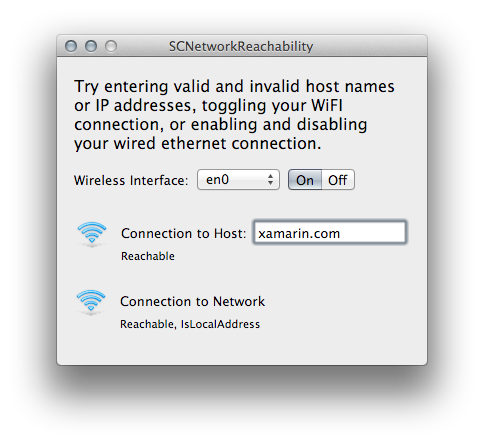 SCNetworkReachability
Try entering valid and invalid host names
or IP addresses, toggling your WiFI
connection, or enabling and disabling
your wired ethernet connection.
Wireless Interface: en0 On Off
Connection to Host: xamarin.com
Reachable
Connection to Network
Reachable, IsLocalAddress